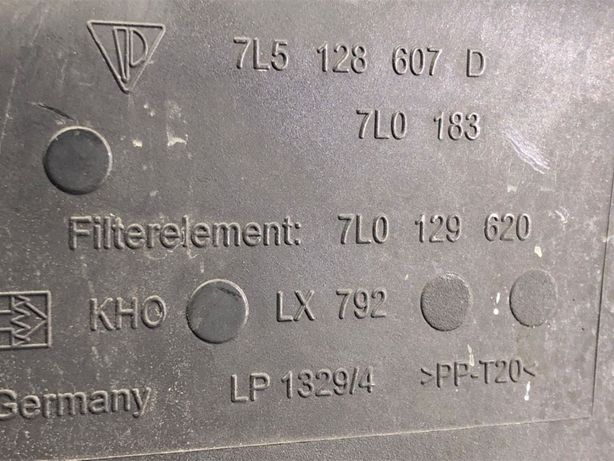 7L5 128 607 D
7L0 183
Filterelement: 7L0 129 620
KHO LX 792
Germany LP 1329/4 >PP-T20<